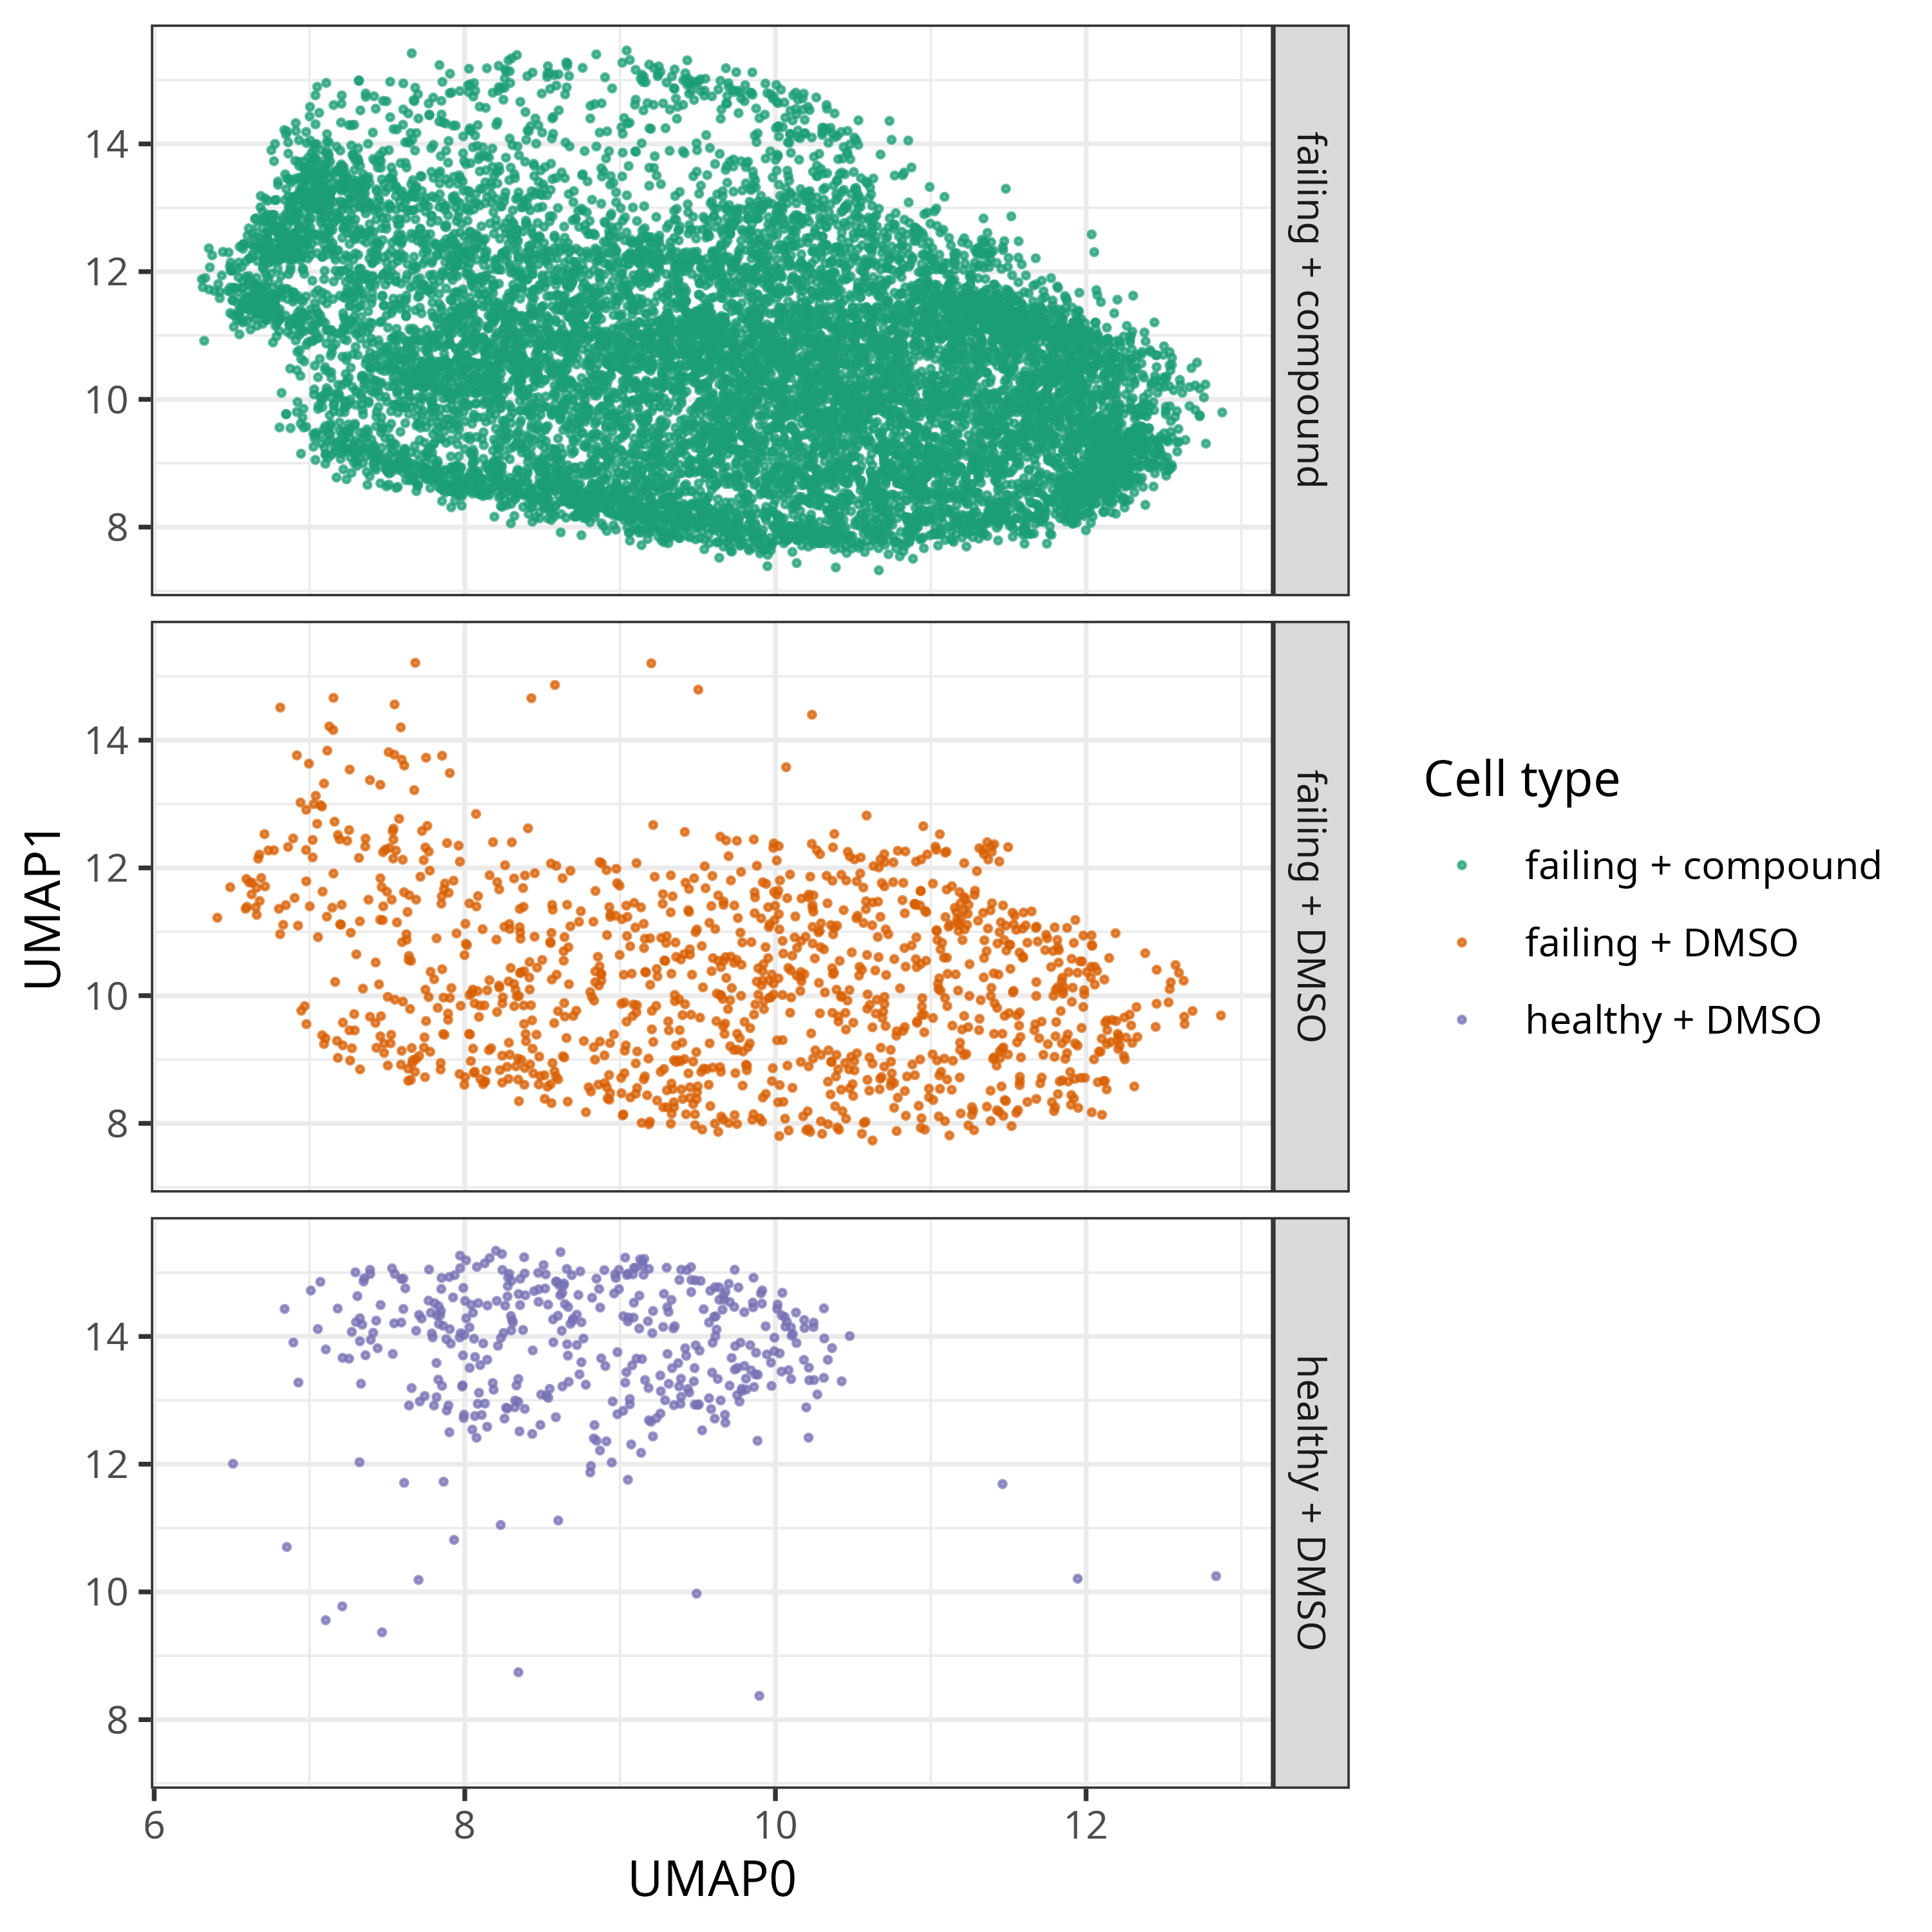 14
12
10
8
failing + compound
14
12
10
8
failing + DMSO
14
12
10
8
healthy + DMSO
6
8
10
12
UMAP0
UMAP1
Cell type
failing + compound
failing + DMSO
healthy + DMSO